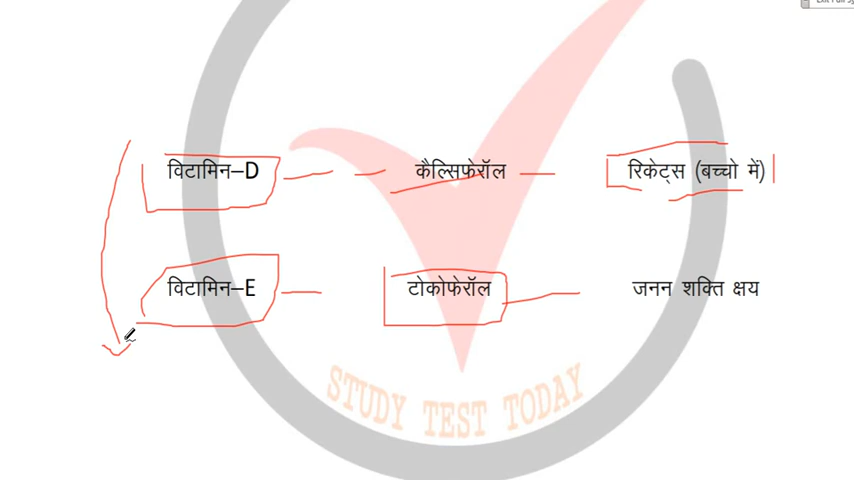 विटामिन–D कैल्सिफेरॉल रिकेट्स (बच्चो में)
विटामिन–E टोकोफेरॉल जनन शक्ति क्षय
STUDY TEST TODAY